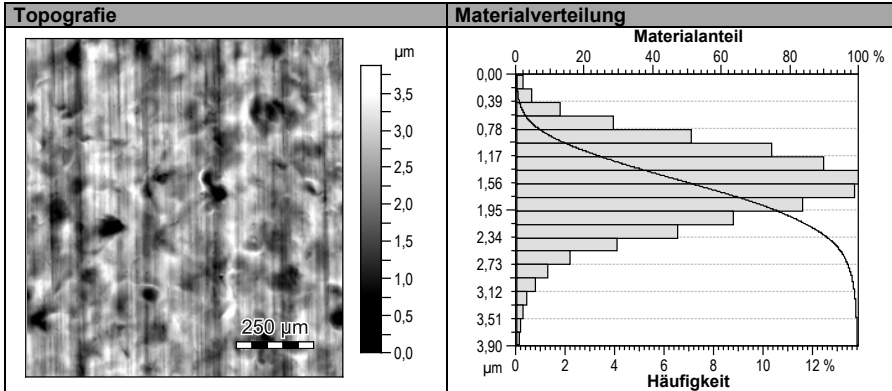 Topografie
Materialverteilung
µm
3,5
3,0
2,5
2,0
1,5
1,0
0,5
0,0
250 µm
Materialanteil
0 20 40 60 80 100 %
0,00
0,39
0,78
1,17
1,56
1,95
2,34
2,73
3,12
3,51
3,90
µm
0 2 4 6 8 10 12 %
Häufigkeit